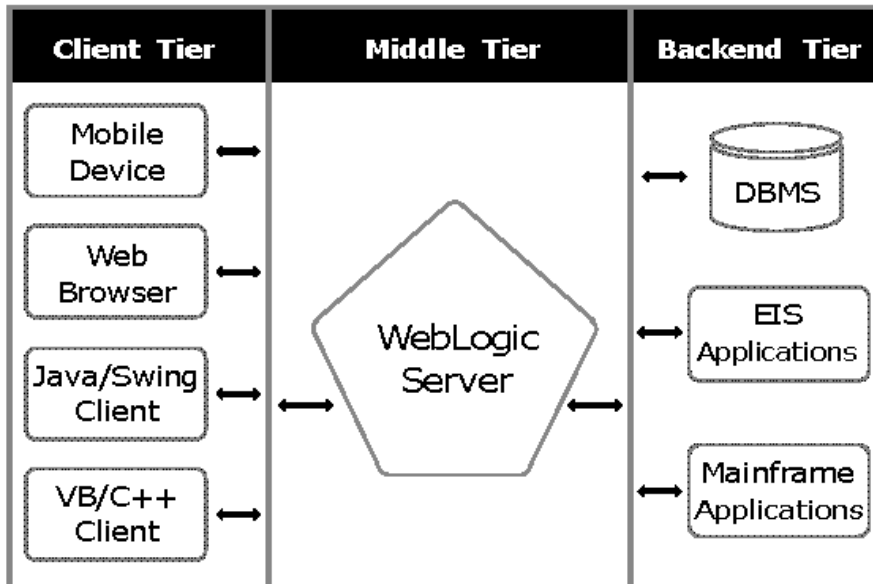 Client Tier
Middle Tier
Backend Tier
Mobile
Device
Web
Browser
Java/Swing
Client
VB/C++
Client
WebLogic
Server
DBMS
EIS
Applications
Mainframe
Applications